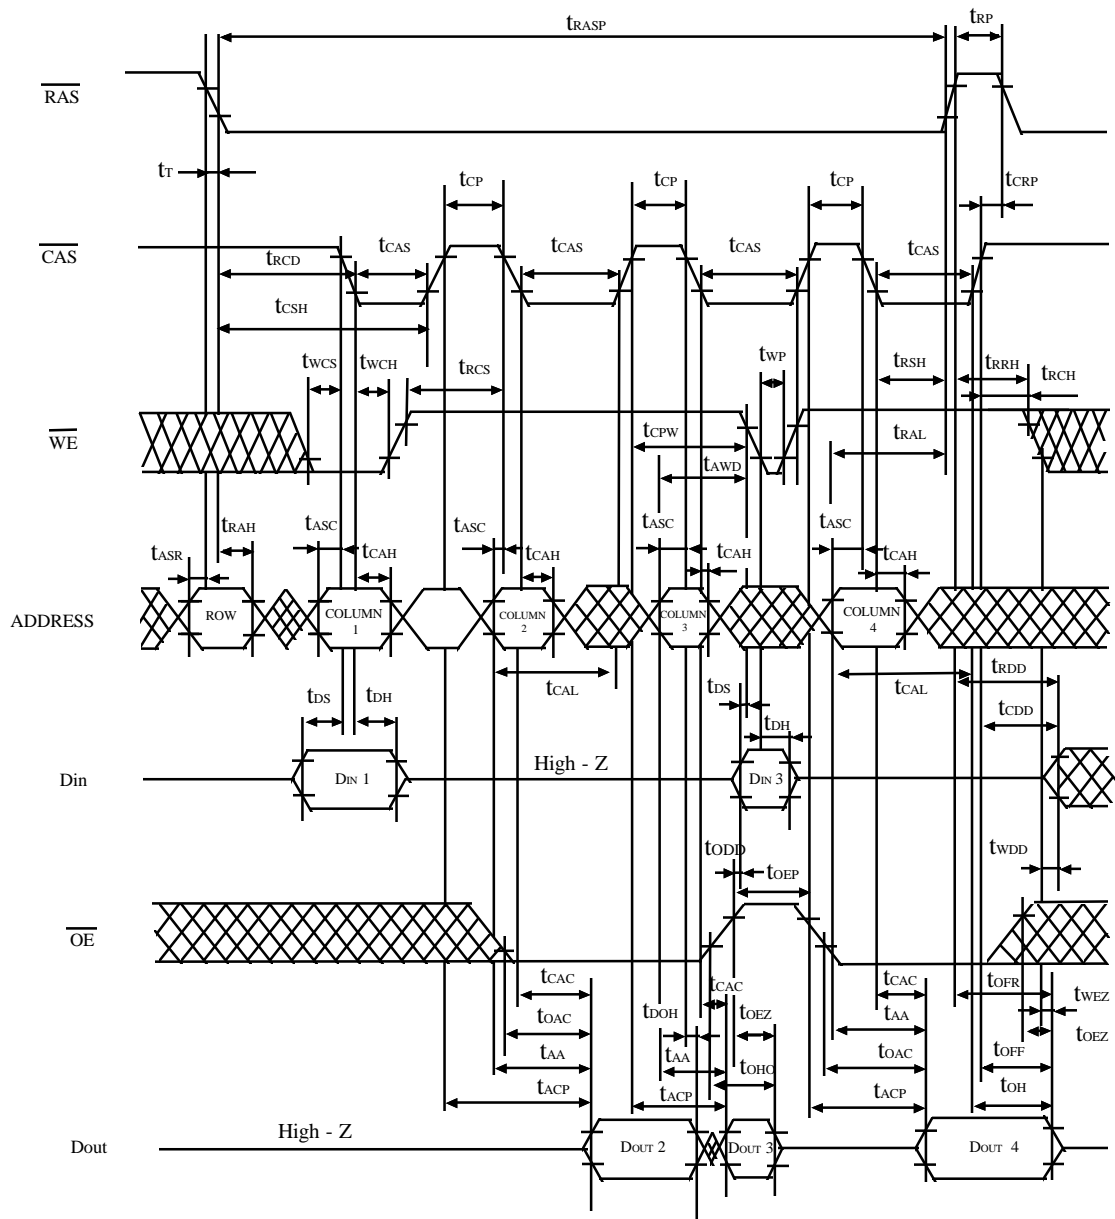 tRASP tRP
RAS
tT tCP tCP tCP tCRP
CAS tRCD tCAS tCAS tCAS tCAS
tCSH
tWCS tWCH tRCS tWP tRSH tRRH tRCH
WE tCPW tRAL
tAWD
tRAH tASC tASC tASC tASC
tASR tCAH tCAH tCAH tCAH
ADDRESS ROW COLUMN 1 COLUMN 2 COLUMN 3 COLUMN 4
tCAL tCAL tRDD
tDS tDH tDS tCDD
tDH
Din DIN 1 High - Z DIN 3
tODD tOEP tWDD
OE
tCAC tCAC tCAC tOFR tWEZ
tOAC tDOH tOEZ tAA tOEZ
tAA tAA tOHO tOAC tOFF
tACP tACP tACP tOH
Dout High - Z DOUT 2 DOUT 3 DOUT 4